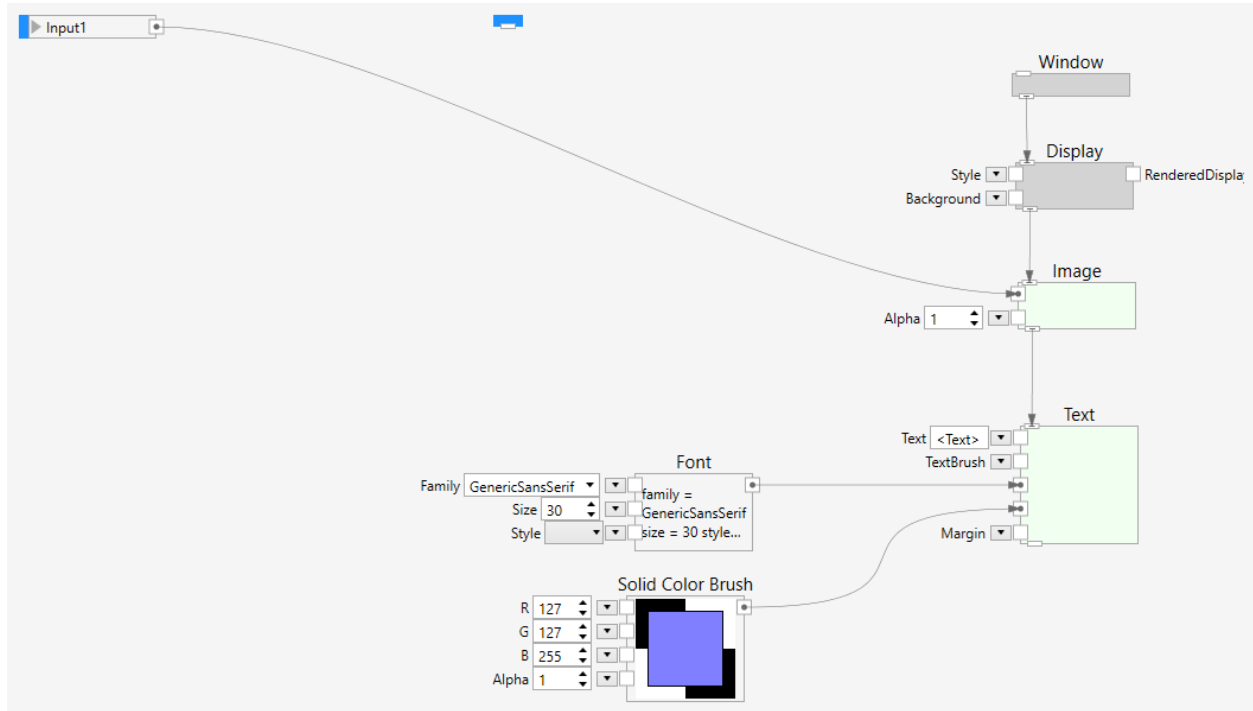 Input1
Window
Display
Style
RenderedDispla
Background
Image
Alpha 1
Text
Text <Text>
TextBrush
Font
Family GenericSansSerif
family =
Size 30
GenericSansSerif
Style
size = 30 style...
Margin
Solid Color Brush
R 127
G 127
B 255
Alpha 1